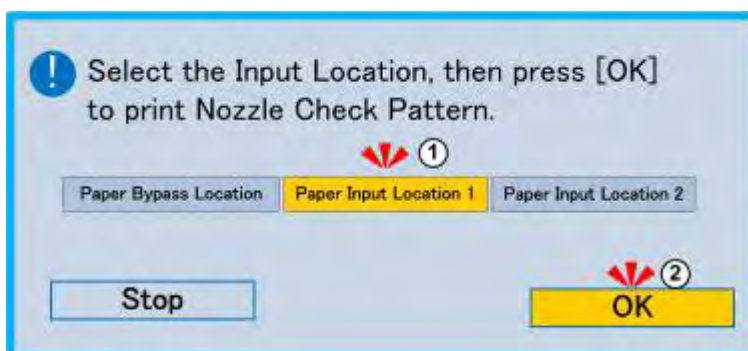 Select the Input Location, then press [OK]
to print Nozzle Check Pattern.
①
Paper Bypass Location Paper Input Location 1 Paper Input Location 2
②
Stop OK